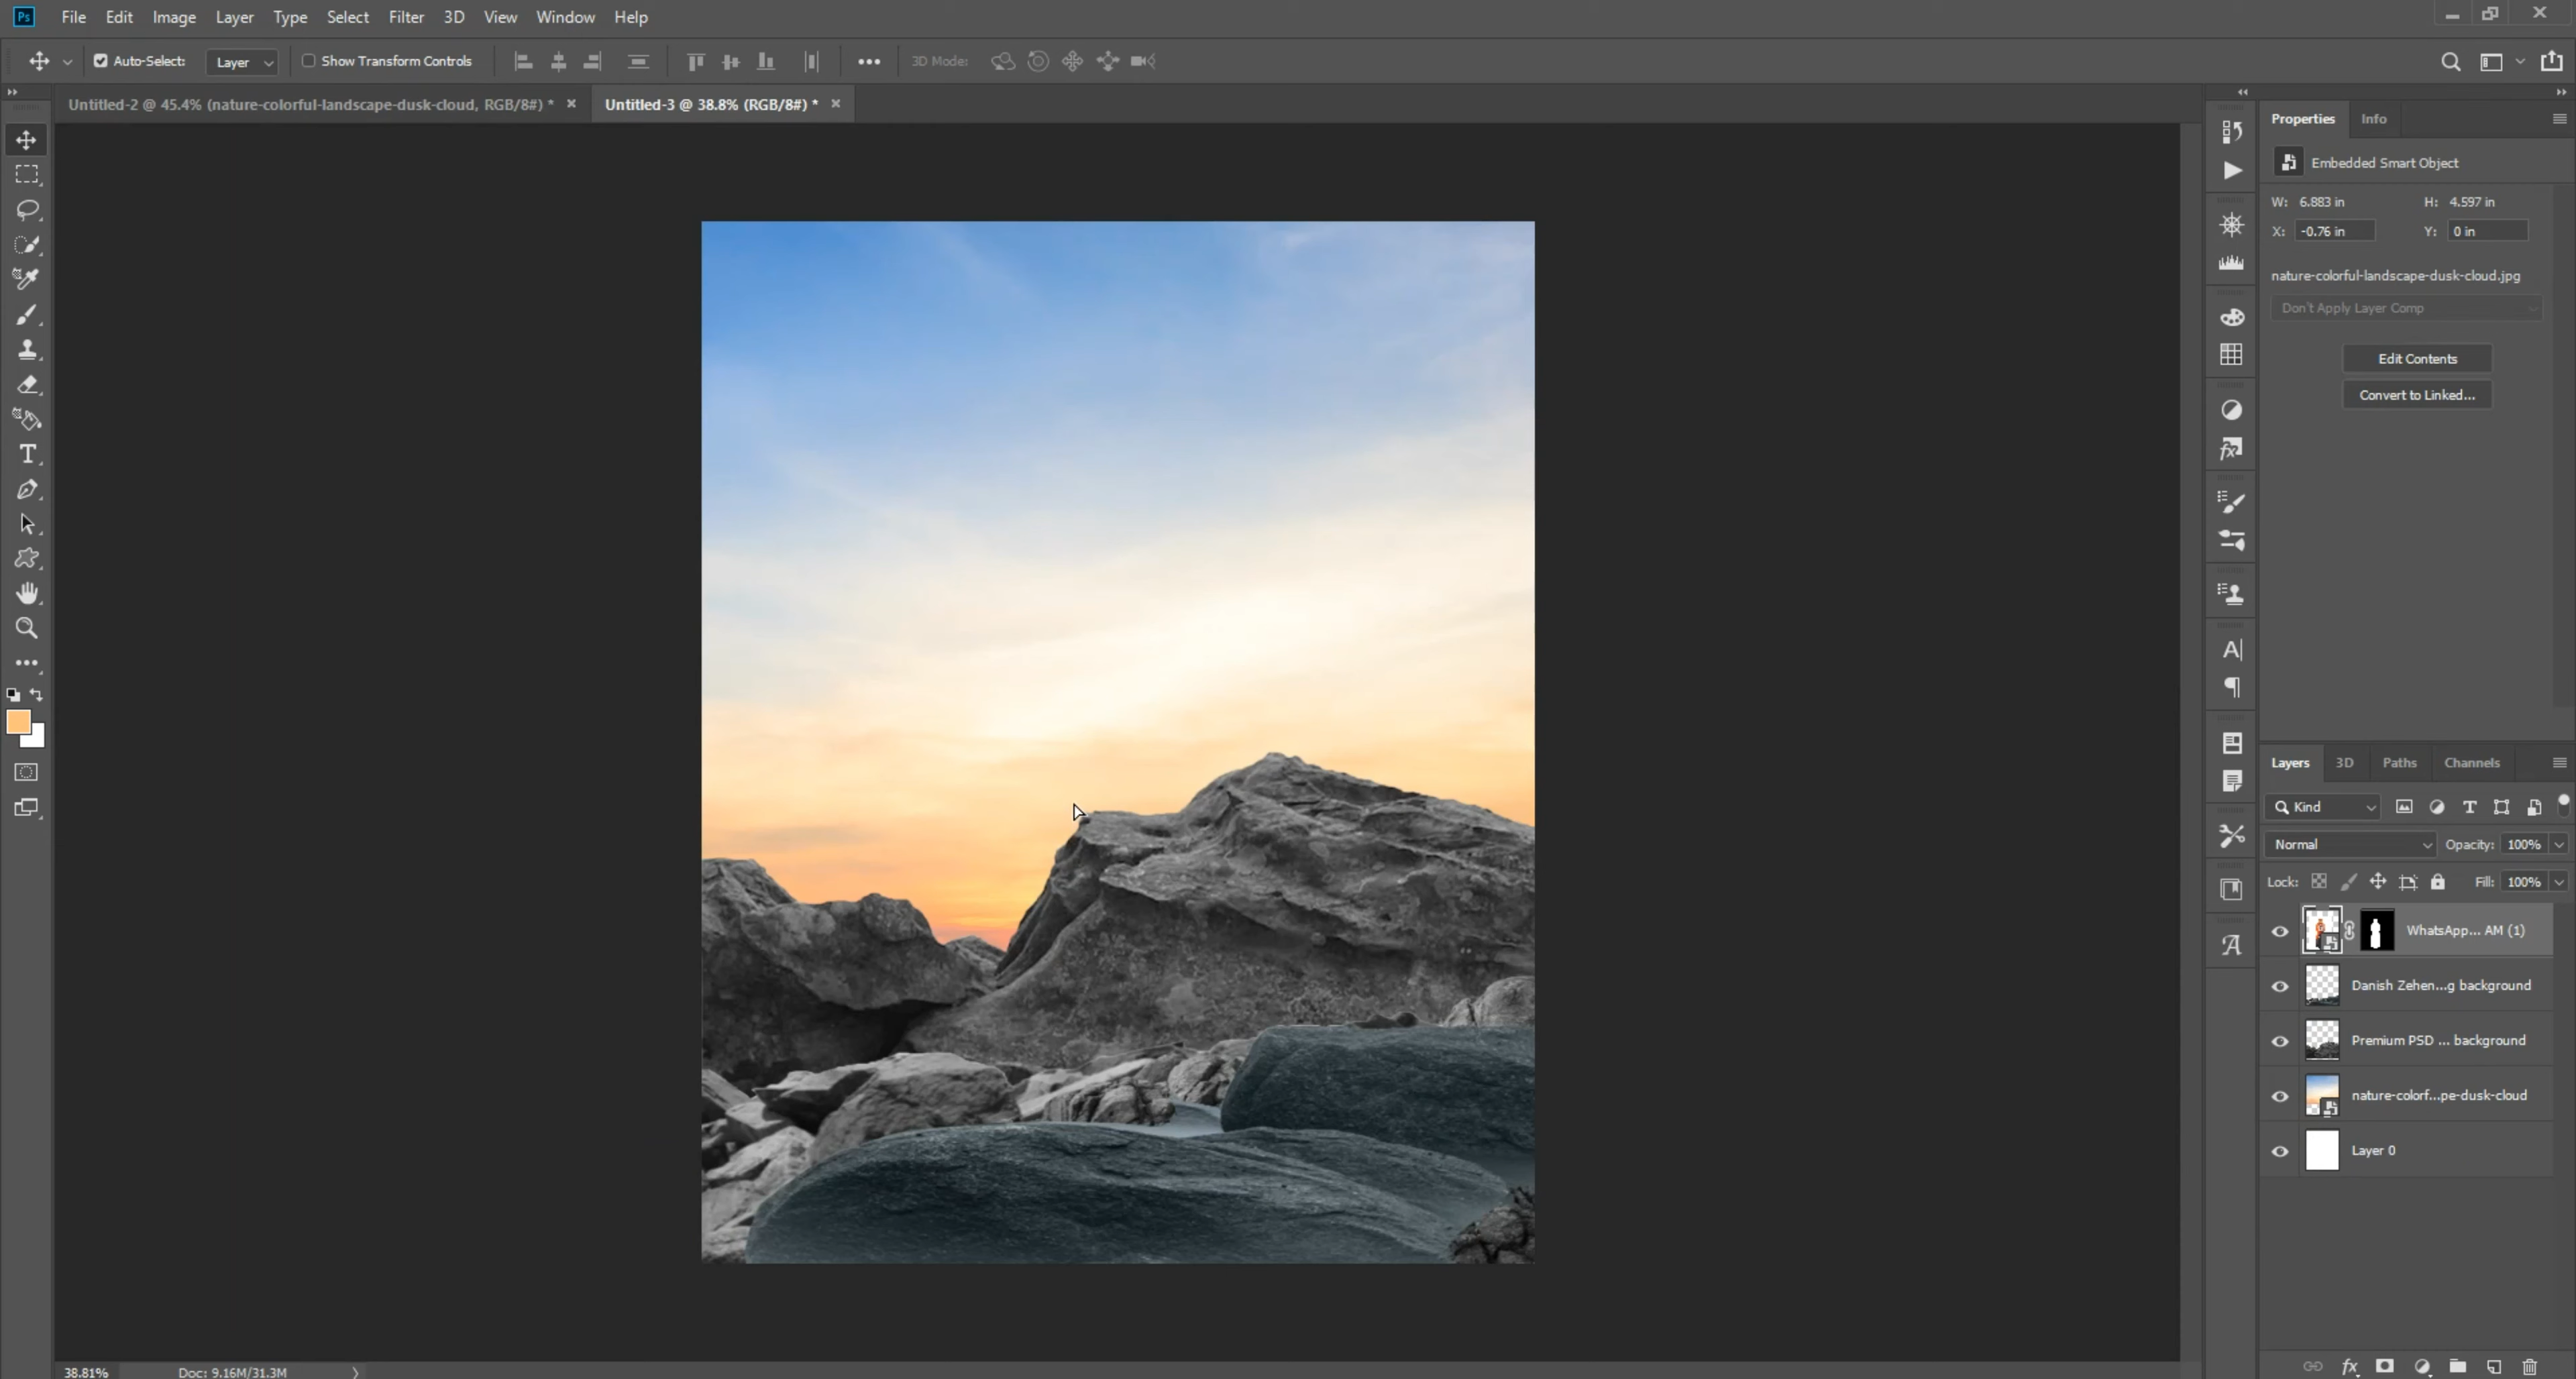 Ps File Edit Image Layer Type Select Filter 3D View Window Help
Auto-Select: Layer Show Transform Controls 3D Mode:
Untitled-2 @ 45.4% (nature-colorful-landscape-dusk-cloud, RGB/8#) * × Untitled-3 @ 38.8% (RGB/8#) * ×
Properties Info
Embedded Smart Object
W: 6.883 in H: 4.597 in
X: -0.76 in Y: 0 in
nature-colorful-landscape-dusk-cloud.jpg
Don't Apply Layer Comp
Edit Contents
Convert to Linked...
Layers 3D Paths Channels
Kind
Normal Opacity: 100%
Lock: Fill: 100%
WhatsApp... AM (1)
Danish Zehen...g background
Premium PSD ... background
nature-colorf...pe-dusk-cloud
Layer 0
38.81% Doc: 9.16M/31.3M